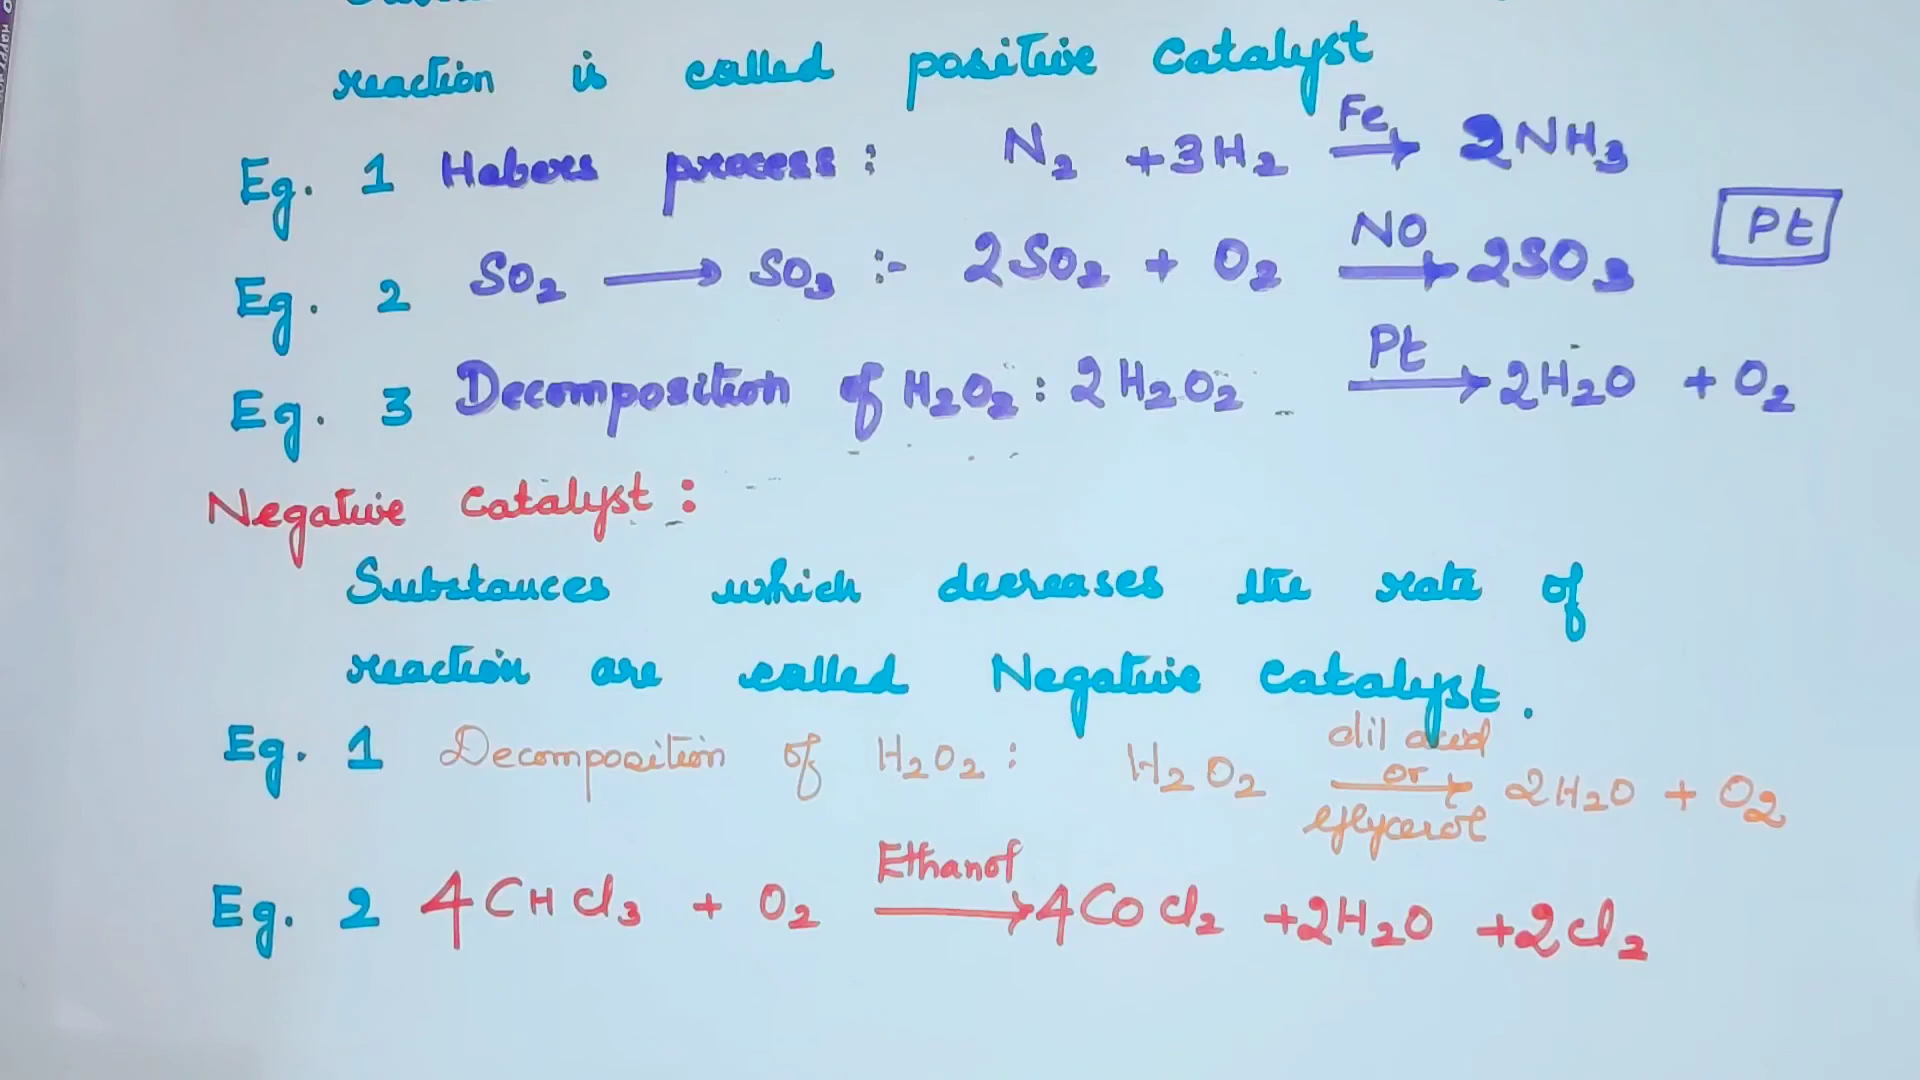 reaction is called positive catalyst
Eg. 1 Habers process : N₂ + 3H₂ Fe → 2NH₃
Pt
Eg. 2 SO₂ → SO₃ :- 2SO₂ + O₂ NO → 2SO₃
Eg. 3 Decomposition of H₂O₂ : 2H₂O₂ Pt → 2H₂O + O₂
Negative Catalyst :
Substances which decreases the rate of
reaction are called Negative catalyst.
Eg. 1 Decomposition of H₂O₂ : H₂O₂ dil acid or glycerol → 2H₂O + O₂
Eg. 2 4CHCl₃ + O₂ Ethanol → 4COCl₂ + 2H₂O + 2Cl₂